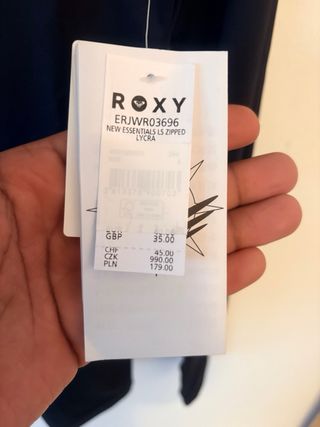 ROXY
ERJWR03696
NEW ESSENTIALS LS ZIPPED
LYCRA
GBP 35.00
CHF 45.00
CZK 990.00
PLN 179.00